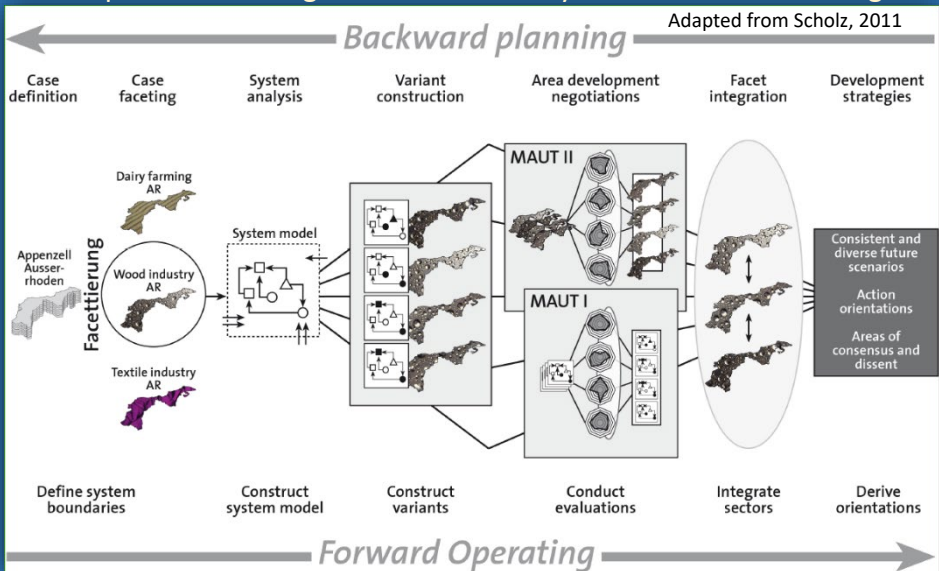 Adapted from Scholz, 2011
Backward planning
Case
definition
Case
faceting
System
analysis
Variant
construction
Area development
negotiations
Facet
integration
Development
strategies
Dairy farming
AR
Appenzell
Ausser-
rhoden
Facettierung
Wood industry
AR
Textile industry
AR
System model
MAUT II
MAUT I
Consistent and
diverse future
scenarios
Action
orientations
Areas of
consensus and
dissent
Define system
boundaries
Construct
system model
Construct
variants
Conduct
evaluations
Integrate
sectors
Derive
orientations
Forward Operating